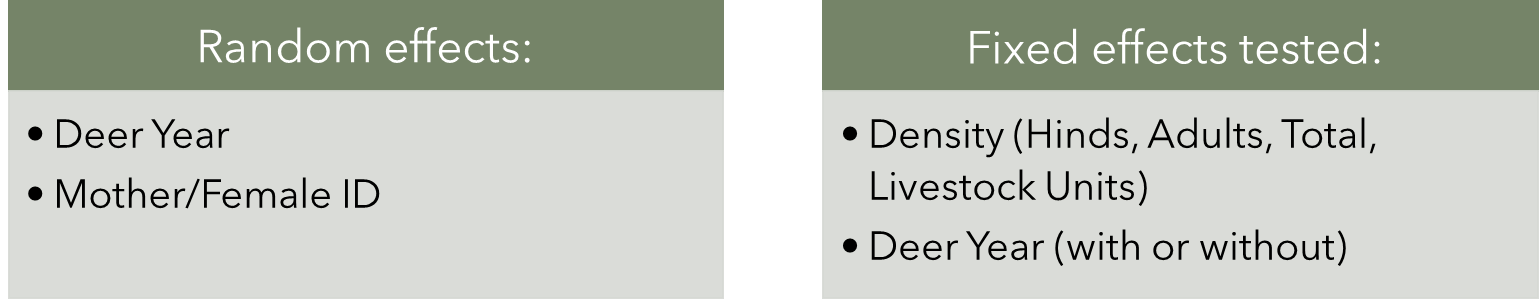 Random effects:
• Deer Year
• Mother/Female ID
Fixed effects tested:
• Density (Hinds, Adults, Total,
Livestock Units)
• Deer Year (with or without)